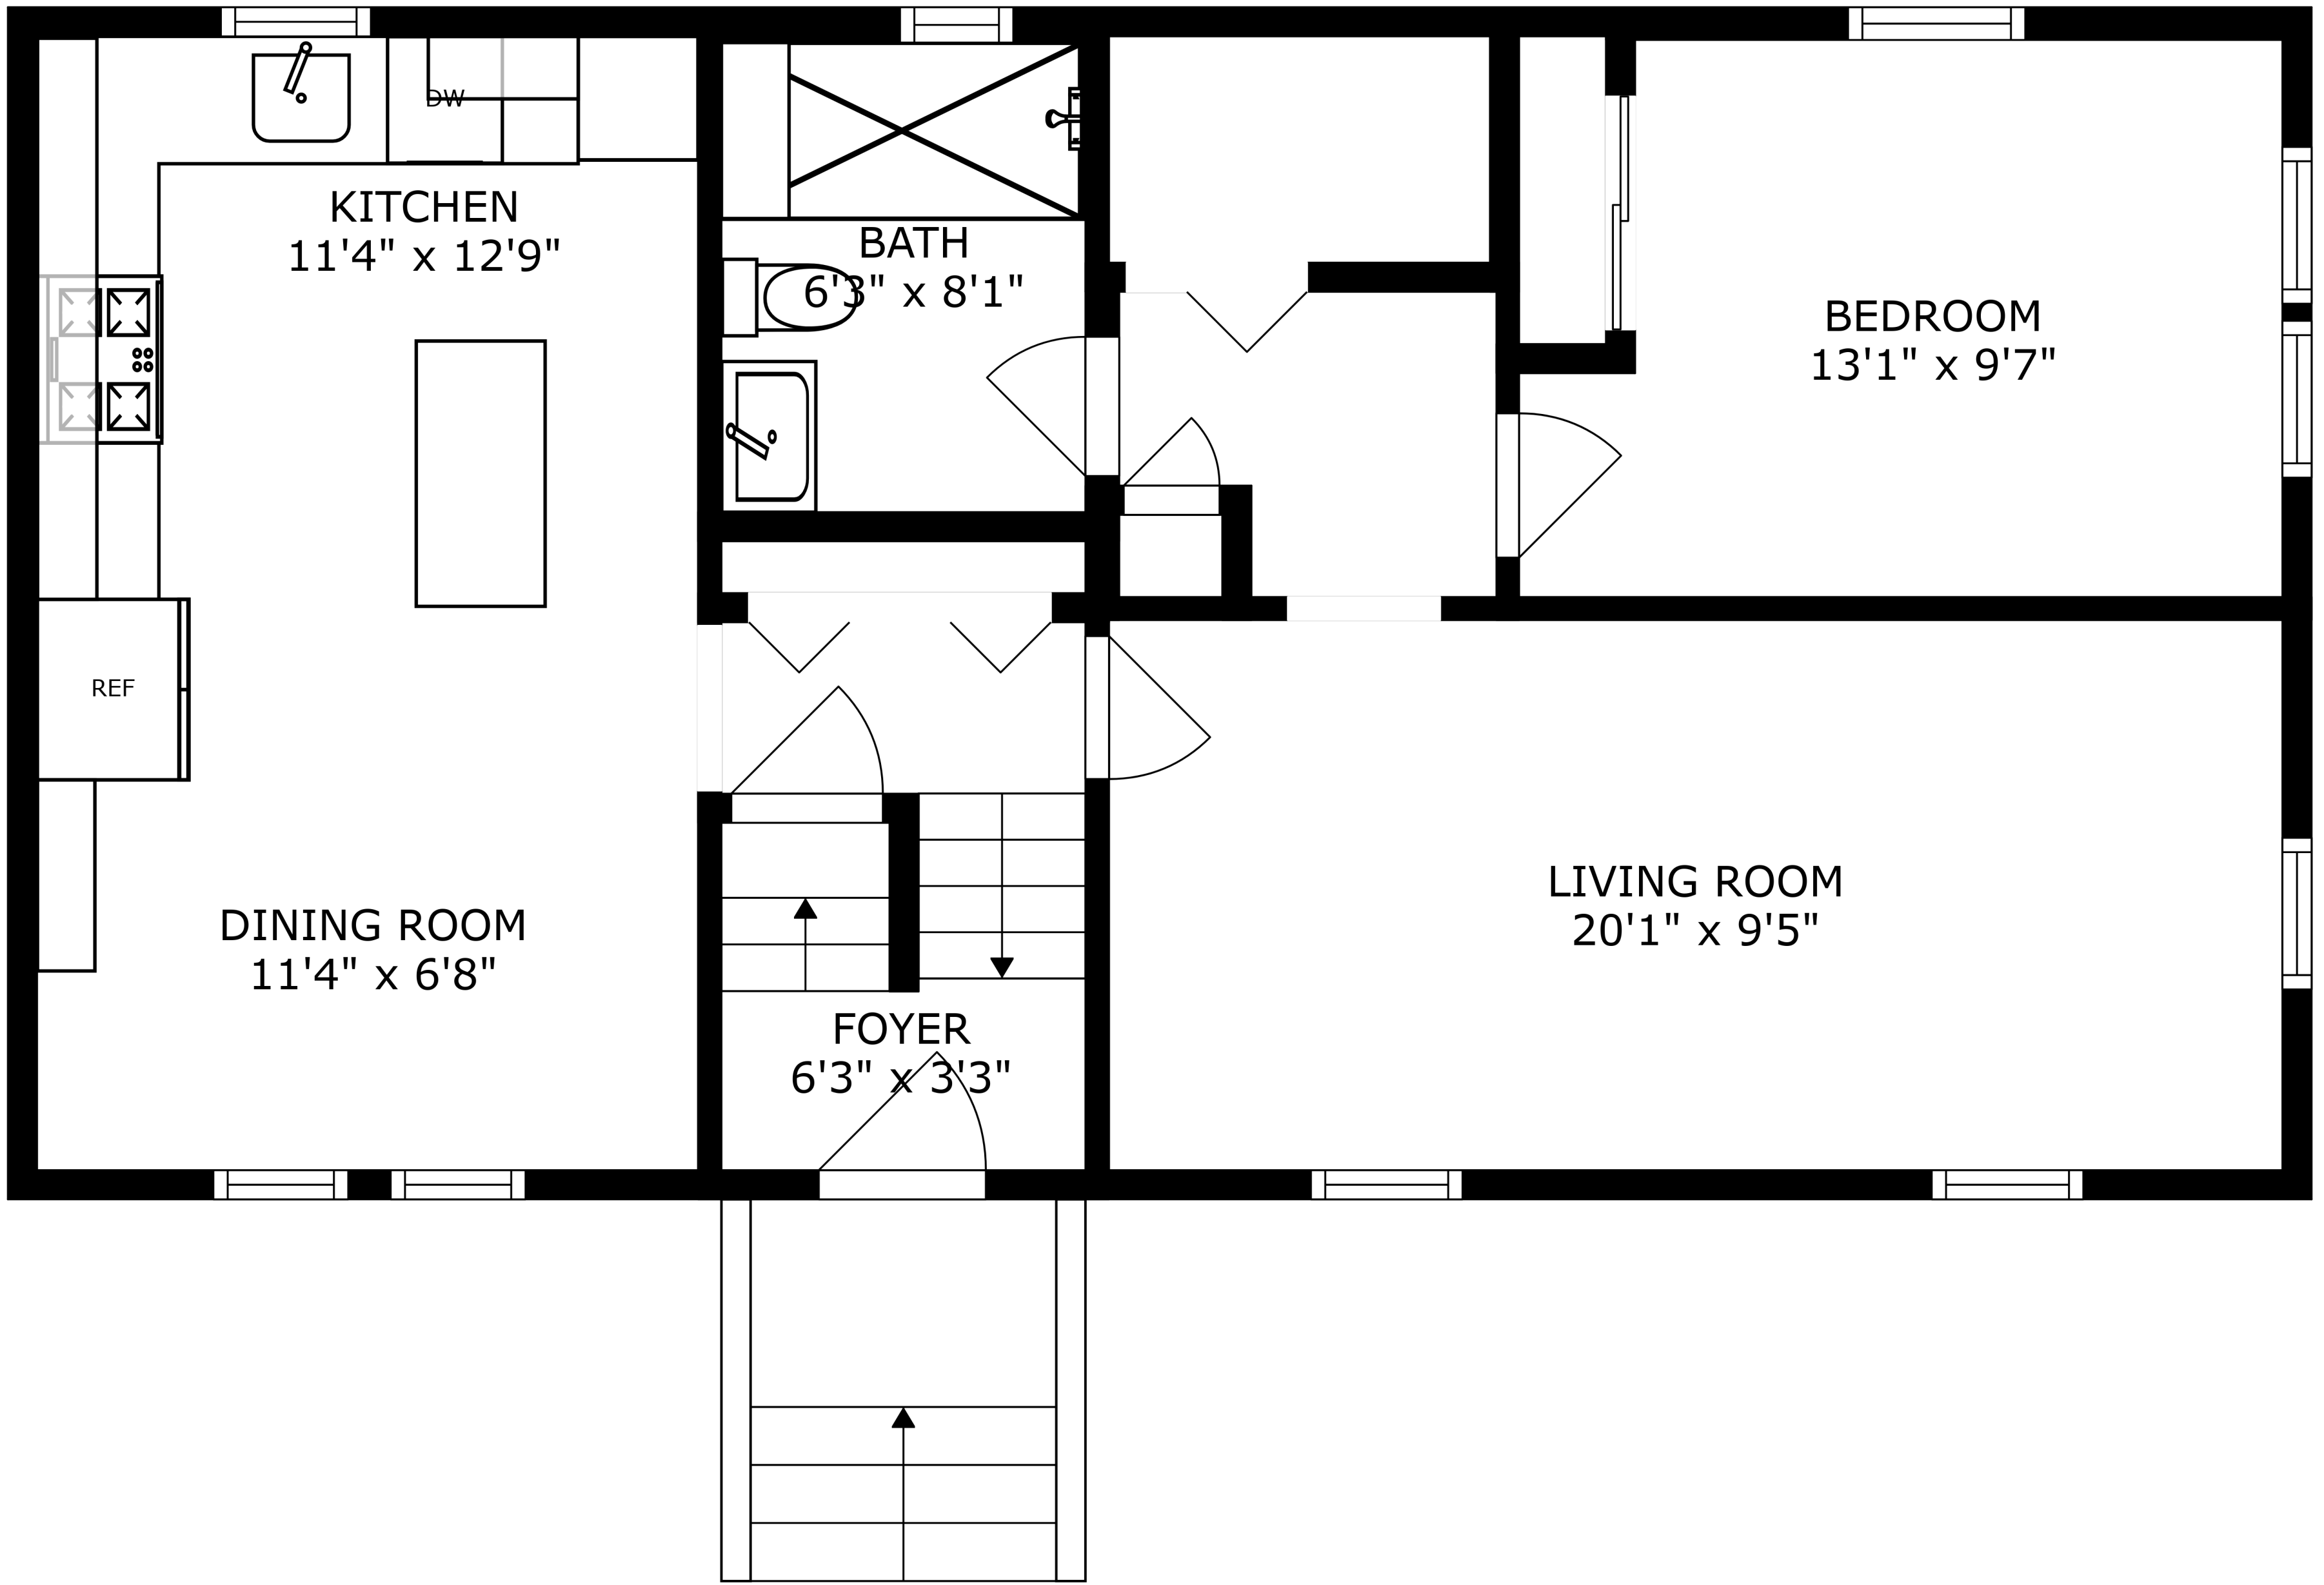 DW
KITCHEN
11'4" x 12'9"
BATH
6'3" x 8'1"
BEDROOM
13'1" x 9'7"
REF
DINING ROOM
11'4" x 6'8"
FOYER
6'3" x 3'3"
LIVING ROOM
20'1" x 9'5"